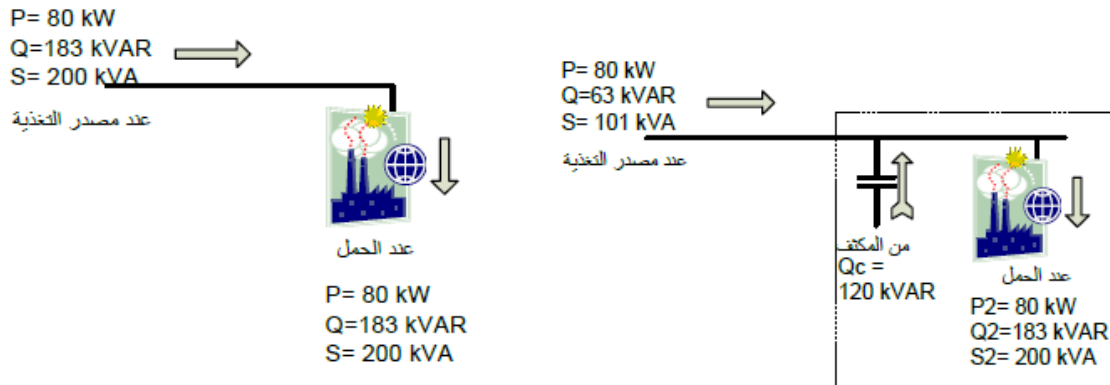 P= 80 kW
Q=183 kVAR
S= 200 kVA
عند مصدر التغذية
عند الحمل
P= 80 kW
Q=183 kVAR
S= 200 kVA
P= 80 kW
Q=63 kVAR
S= 101 kVA
عند مصدر التغذية
من المكثف
Qc =
120 kVAR
عند الحمل
P2= 80 kW
Q2=183 kVAR
S2= 200 kVA